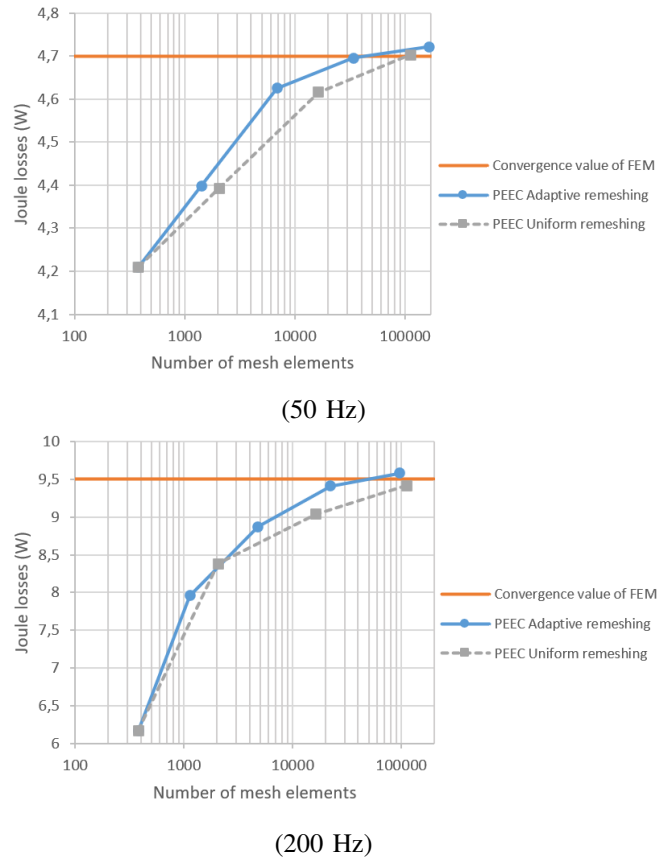 4,8
4,7
4,6
4,5
4,4
4,3
4,2
4,1
Joule losses (W)
100 1000 10000 100000
Number of mesh elements
Convergence value of FEM
PEEC Adaptive remeshing
PEEC Uniform remeshing
(50 Hz)
10
9,5
9
8,5
8
7,5
7
6,5
6
Joule losses (W)
100 1000 10000 100000
Number of mesh elements
Convergence value of FEM
PEEC Adaptive remeshing
PEEC Uniform remeshing
(200 Hz)